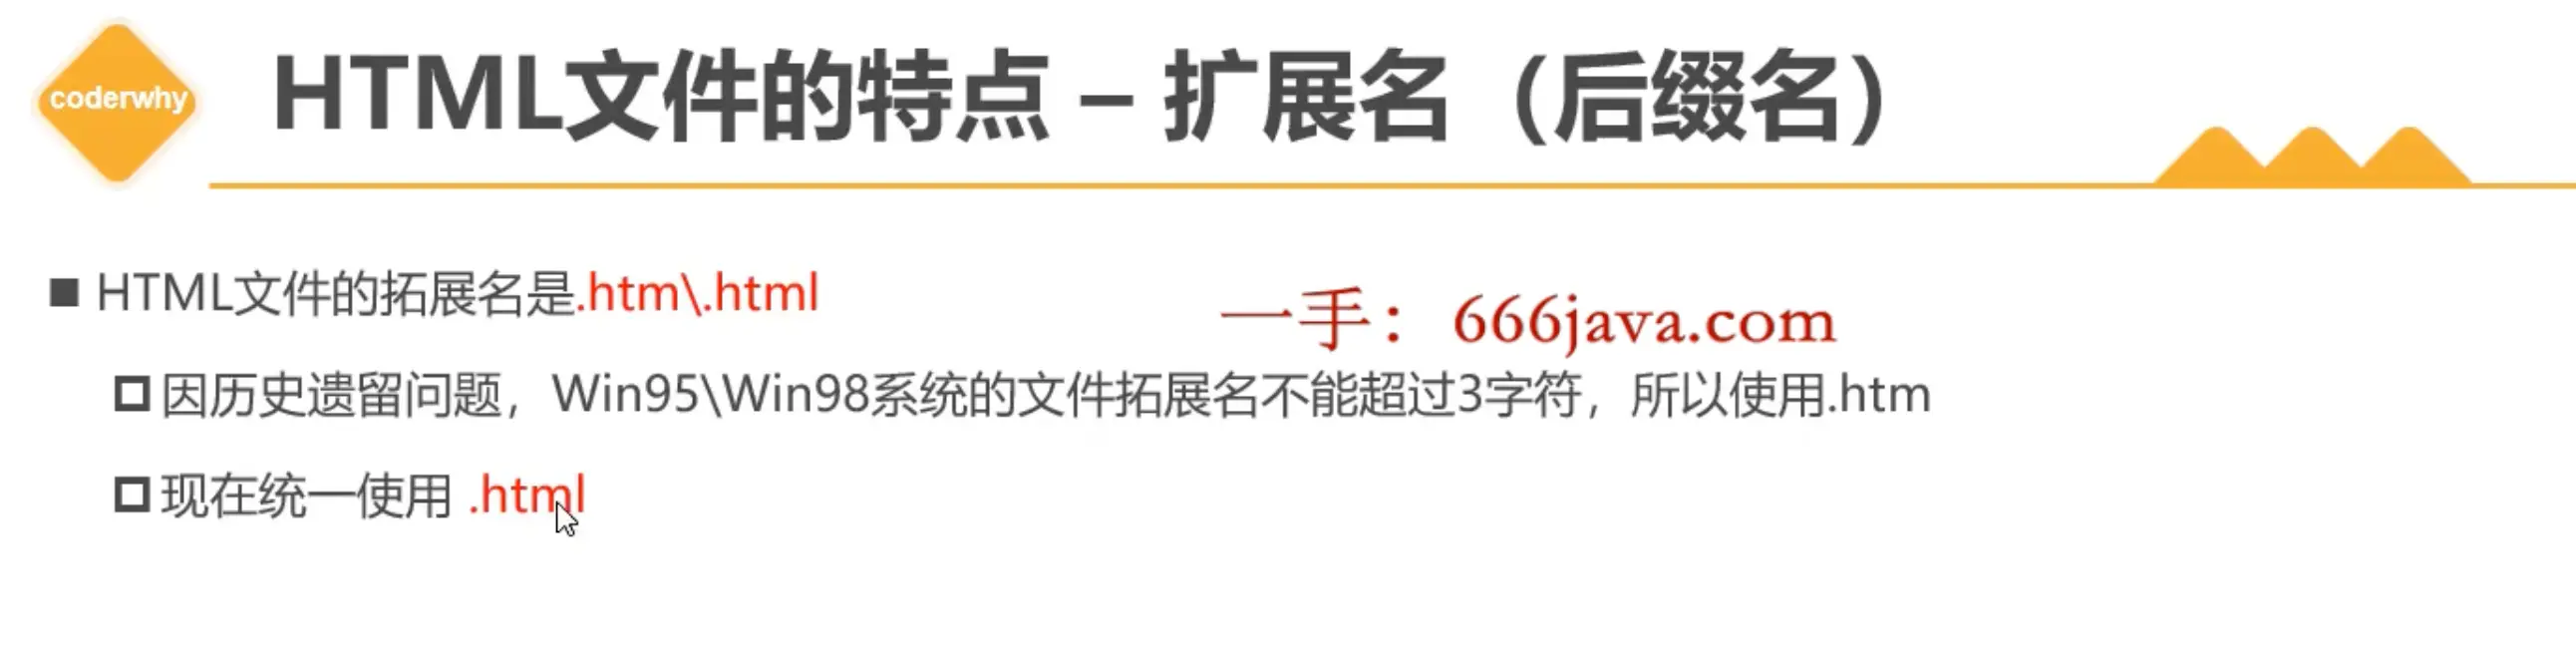 coderwhy
HTML文件的特点 – 扩展名（后缀名）
HTML文件的拓展名是.htm\.html
一手：666java.com
因历史遗留问题，Win95\Win98系统的文件拓展名不能超过3字符，所以使用.htm
现在统一使用 .html